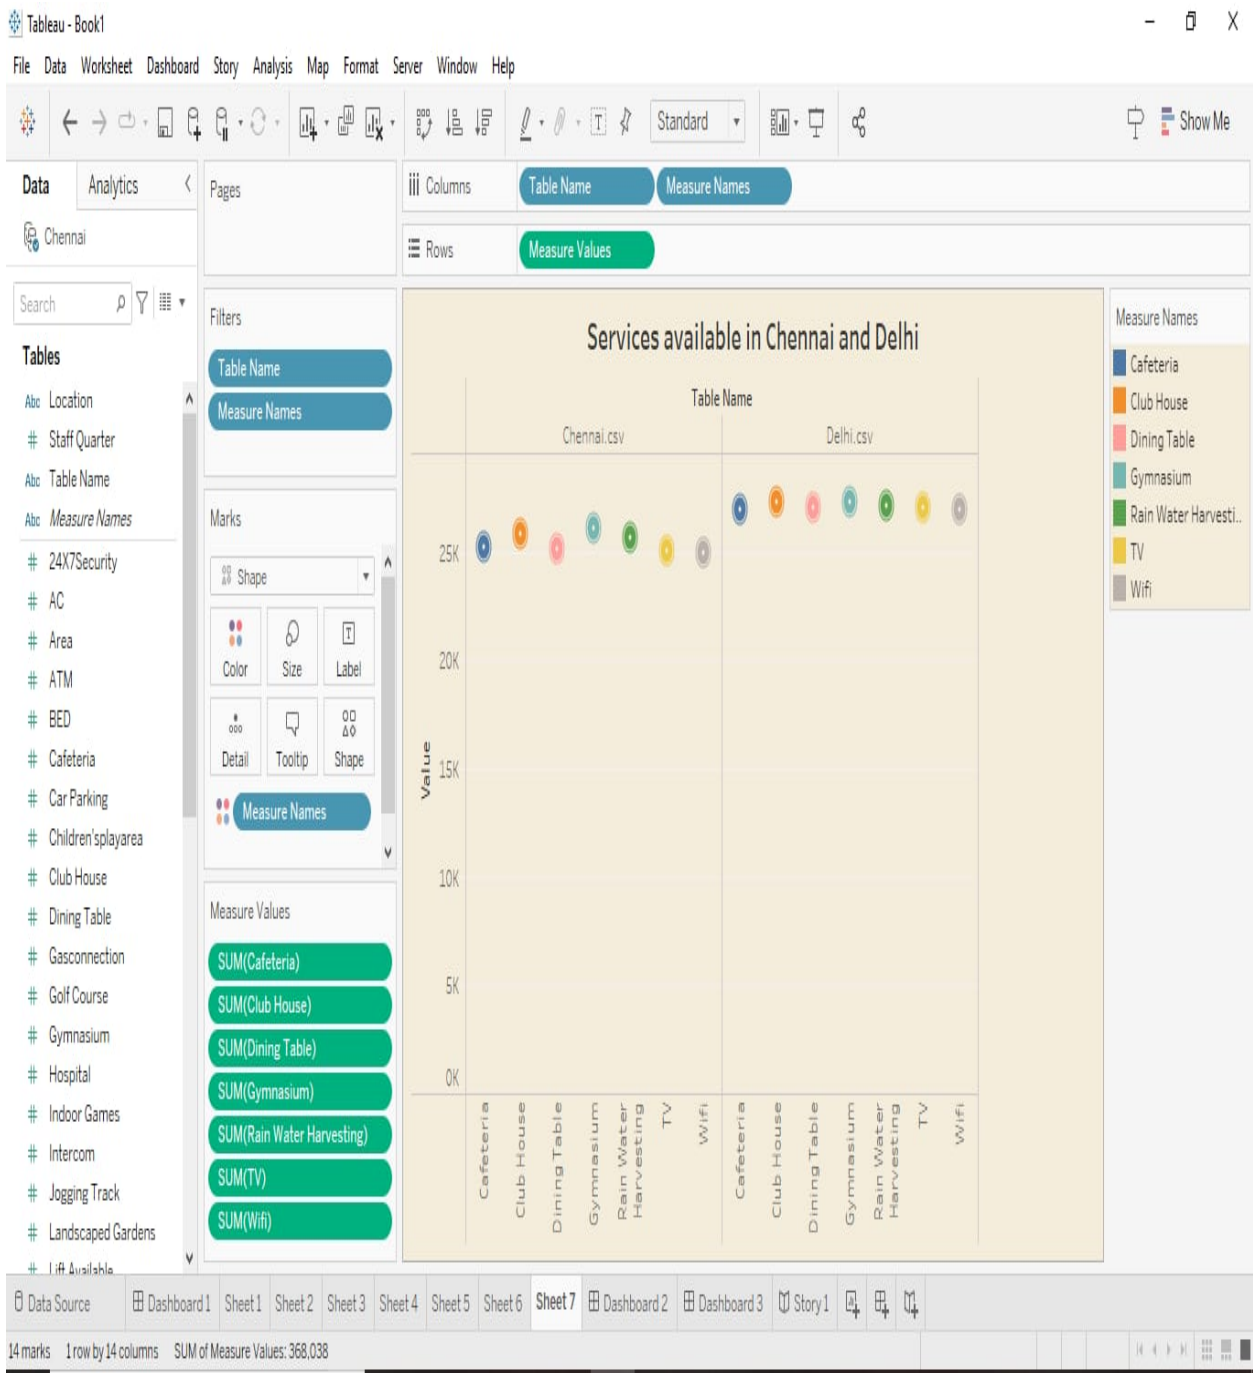 Tableau - Book1
File Data Worksheet Dashboard Story Analysis Map Format Server Window Help
Standard
Show Me
Data Analytics
Chennai
Search
Tables
Abc Location
# Staff Quarter
Abc Table Name
Abc Measure Names
# 24X7Security
# AC
# Area
# ATM
# BED
# Cafeteria
# Car Parking
# Children'splayarea
# Club House
# Dining Table
# Gasconnection
# Golf Course
# Gymnasium
# Hospital
# Indoor Games
# Intercom
# Jogging Track
# Landscaped Gardens
# Lift Available
Pages
Filters
Table Name
Measure Names
Marks
Shape
Color Size Label
Detail Tooltip Shape
Measure Names
Measure Values
SUM(Cafeteria)
SUM(Club House)
SUM(Dining Table)
SUM(Gymnasium)
SUM(Rain Water Harvesting)
SUM(TV)
SUM(Wifi)
Columns Table Name Measure Names
Rows Measure Values
Services available in Chennai and Delhi
Table Name
Chennai.csv Delhi.csv
25K
20K
15K
10K
5K
0K
Value
Cafeteria
Club House
Dining Table
Gymnasium
Rain Water
Harvesting
TV
Wifi
Cafeteria
Club House
Dining Table
Gymnasium
Rain Water
Harvesting
TV
Wifi
Measure Names
Cafeteria
Club House
Dining Table
Gymnasium
Rain Water Harvesti..
TV
Wifi
Data Source Dashboard 1 Sheet 1 Sheet 2 Sheet 3 Sheet 4 Sheet 5 Sheet 6 Sheet 7 Dashboard 2 Dashboard 3 Story 1
14 marks 1 row by 14 columns SUM of Measure Values: 368,038